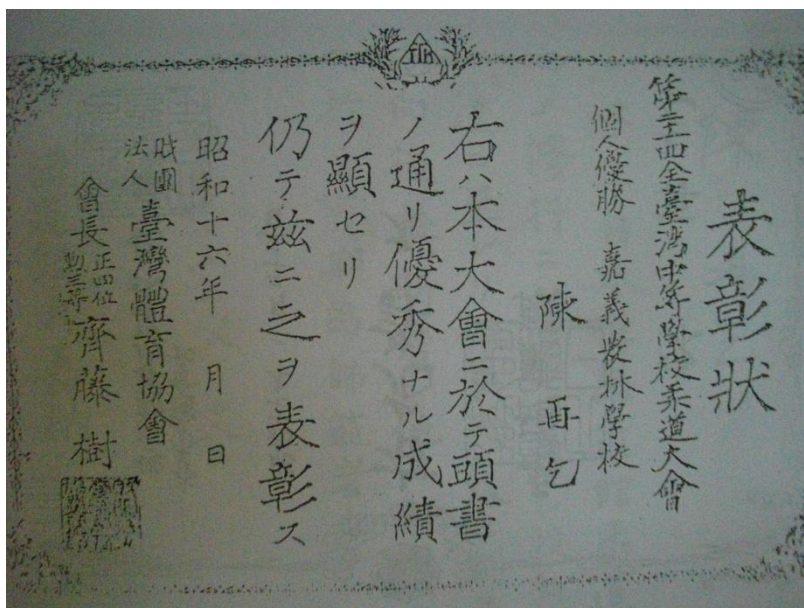 表彰狀
第二十四全臺灣中等學校柔道大會
個人優勝 嘉義農林學校
陳再乞
右ハ本大會ニ於テ頭書
ノ通リ優秀ナル成績
ヲ顯セリ
仍テ茲ニ之ヲ表彰ス
昭和十六年 月 日
財團法人 臺灣體育協會
會長 正四位勳三等 齊藤樹